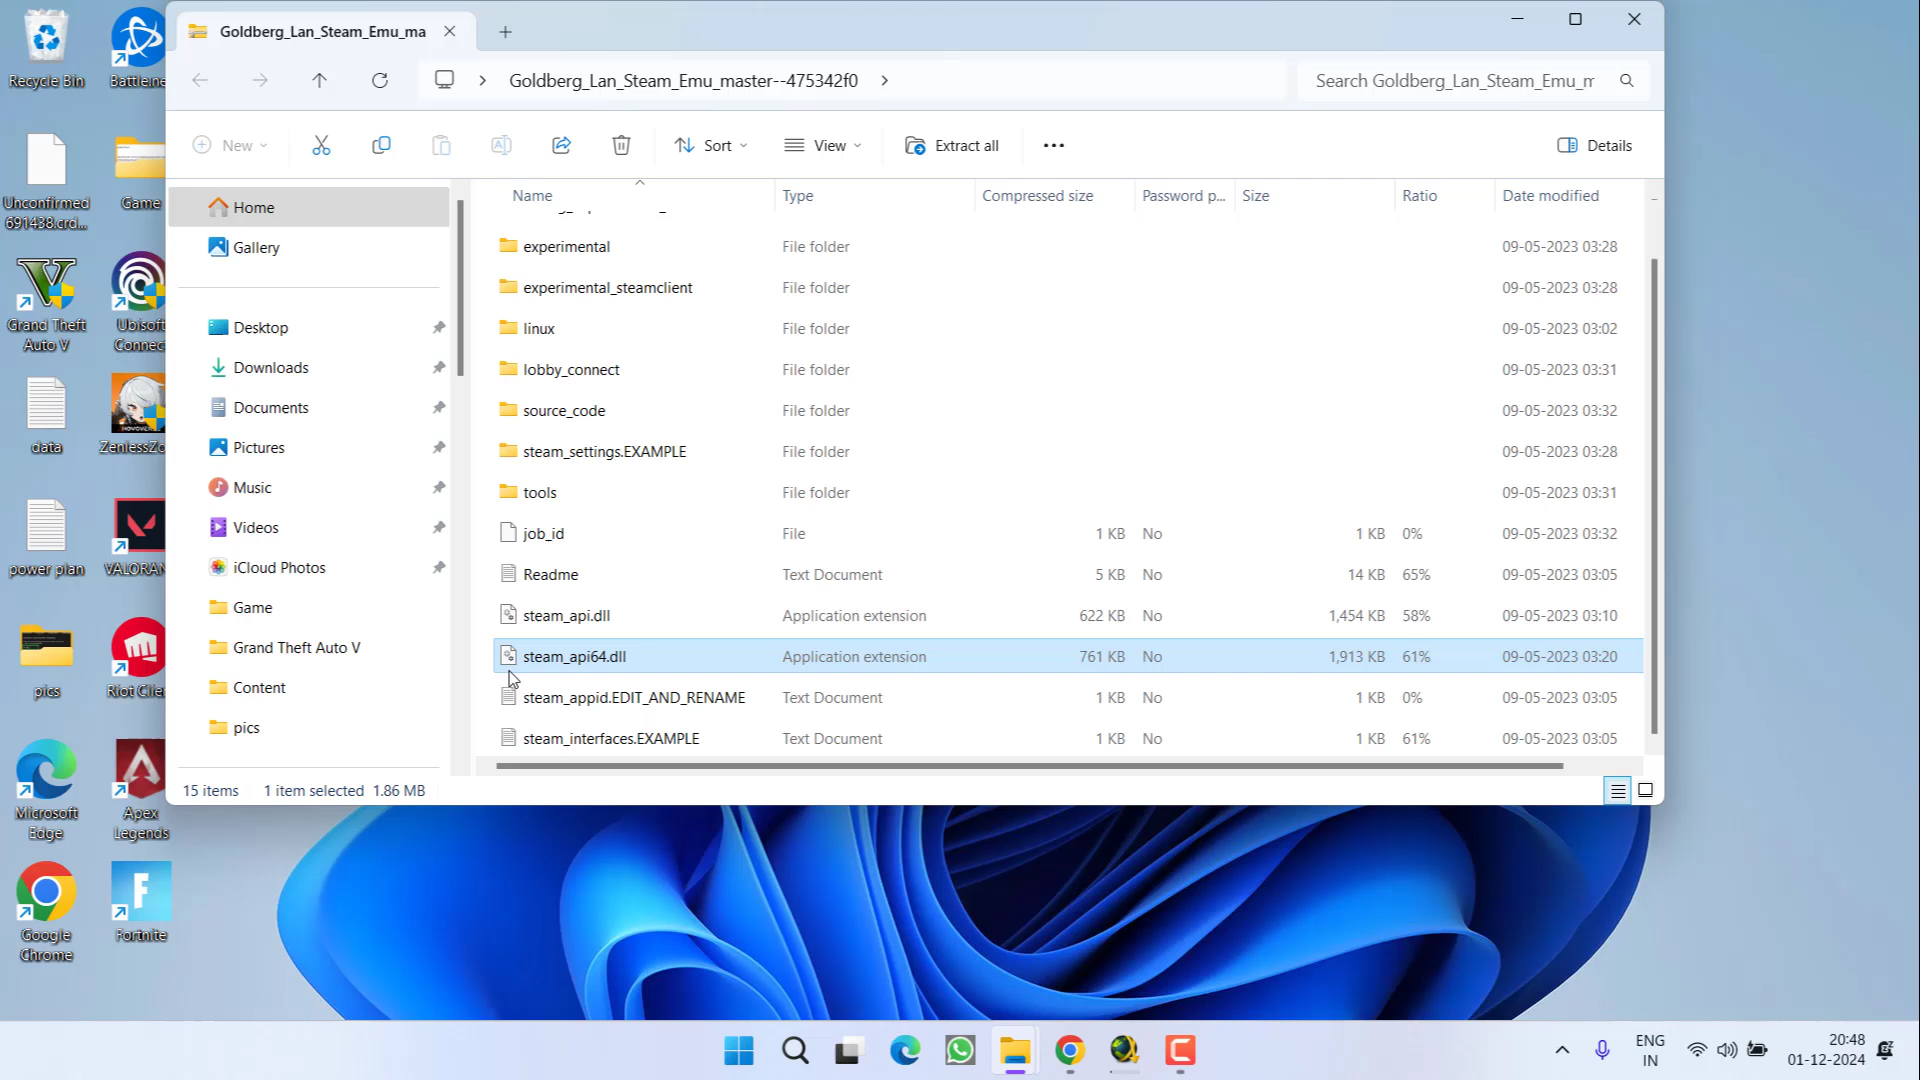 Recycle Bin
Unconfirmed
691438.crd...
Grand Theft
Auto V
data
power plan
pics
Microsoft
Edge
Google
Chrome
Game
Ubisoft
Apex
Legends
Fortnite
Goldberg_Lan_Steam_Emu_ma
Goldberg_Lan_Steam_Emu_master--475342f0
Search Goldberg_Lan_Steam_Emu_m
New
Sort
View
Extract all
Details
Home
Gallery
Desktop
Downloads
Documents
Pictures
Music
Videos
iCloud Photos
Game
Grand Theft Auto V
Content
pics
Name Type Compressed size Password p... Size Ratio Date modified
experimental File folder 09-05-2023 03:28
experimental_steamclient File folder 09-05-2023 03:28
linux File folder 09-05-2023 03:02
lobby_connect File folder 09-05-2023 03:31
source_code File folder 09-05-2023 03:32
steam_settings.EXAMPLE File folder 09-05-2023 03:28
tools File folder 09-05-2023 03:31
job_id File 1 KB No 1 KB 0% 09-05-2023 03:32
Readme Text Document 5 KB No 14 KB 65% 09-05-2023 03:05
steam_api.dll Application extension 622 KB No 1,454 KB 58% 09-05-2023 03:10
steam_api64.dll Application extension 761 KB No 1,913 KB 61% 09-05-2023 03:20
steam_appid.EDIT_AND_RENAME Text Document 1 KB No 1 KB 0% 09-05-2023 03:05
steam_interfaces.EXAMPLE Text Document 1 KB No 1 KB 61% 09-05-2023 03:05
15 items 1 item selected 1.86 MB
ENG
IN
20:48
01-12-2024